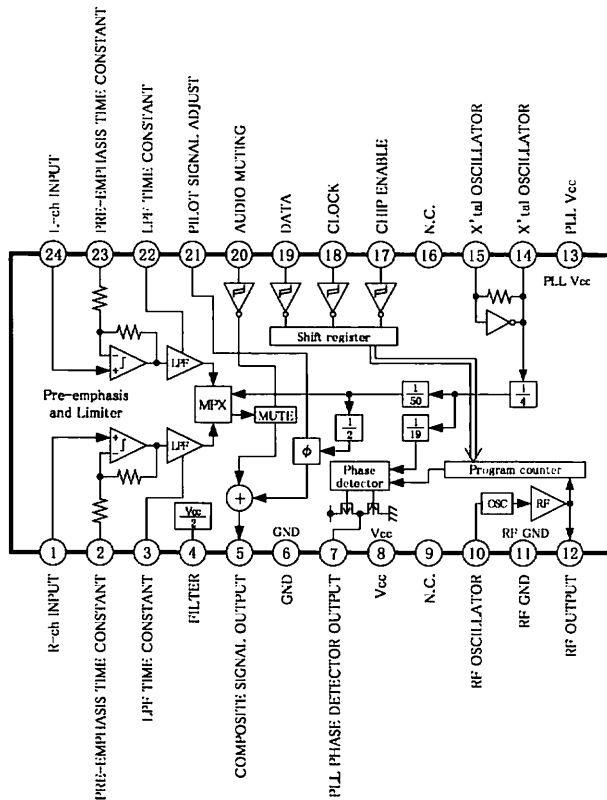 L-ch INPUT
PRE-EMPHASIS TIME CONSTANT
LPF TIME CONSTANT
PILOT SIGNAL ADJUST
AUDIO MUTING
DATA
CLOCK
CHIP ENABLE
N.C.
X'tal OSCILLATOR
X'tal OSCILLATOR
PLL Vcc
24
23
22
21
20
19
18
17
16
15
14
13
PLL Vcc
Shift register
LPF
Pre-emphasis
and Limiter
MPX
MUTE
1/50
1/4
1/2
1/19
LPF
ϕ
Phase
detector
Program counter
+
Vcc/2
OSC
RF
GND
Vcc
RF GND
1
2
3
4
5
6
7
8
9
10
11
12
R-ch INPUT
PRE-EMPHASIS TIME CONSTANT
LPF TIME CONSTANT
FILTER
COMPOSITE SIGNAL OUTPUT
GND
PLL PHASE DETECTOR OUTPUT
Vcc
N.C.
RF OSCILLATOR
RF GND
RF OUTPUT